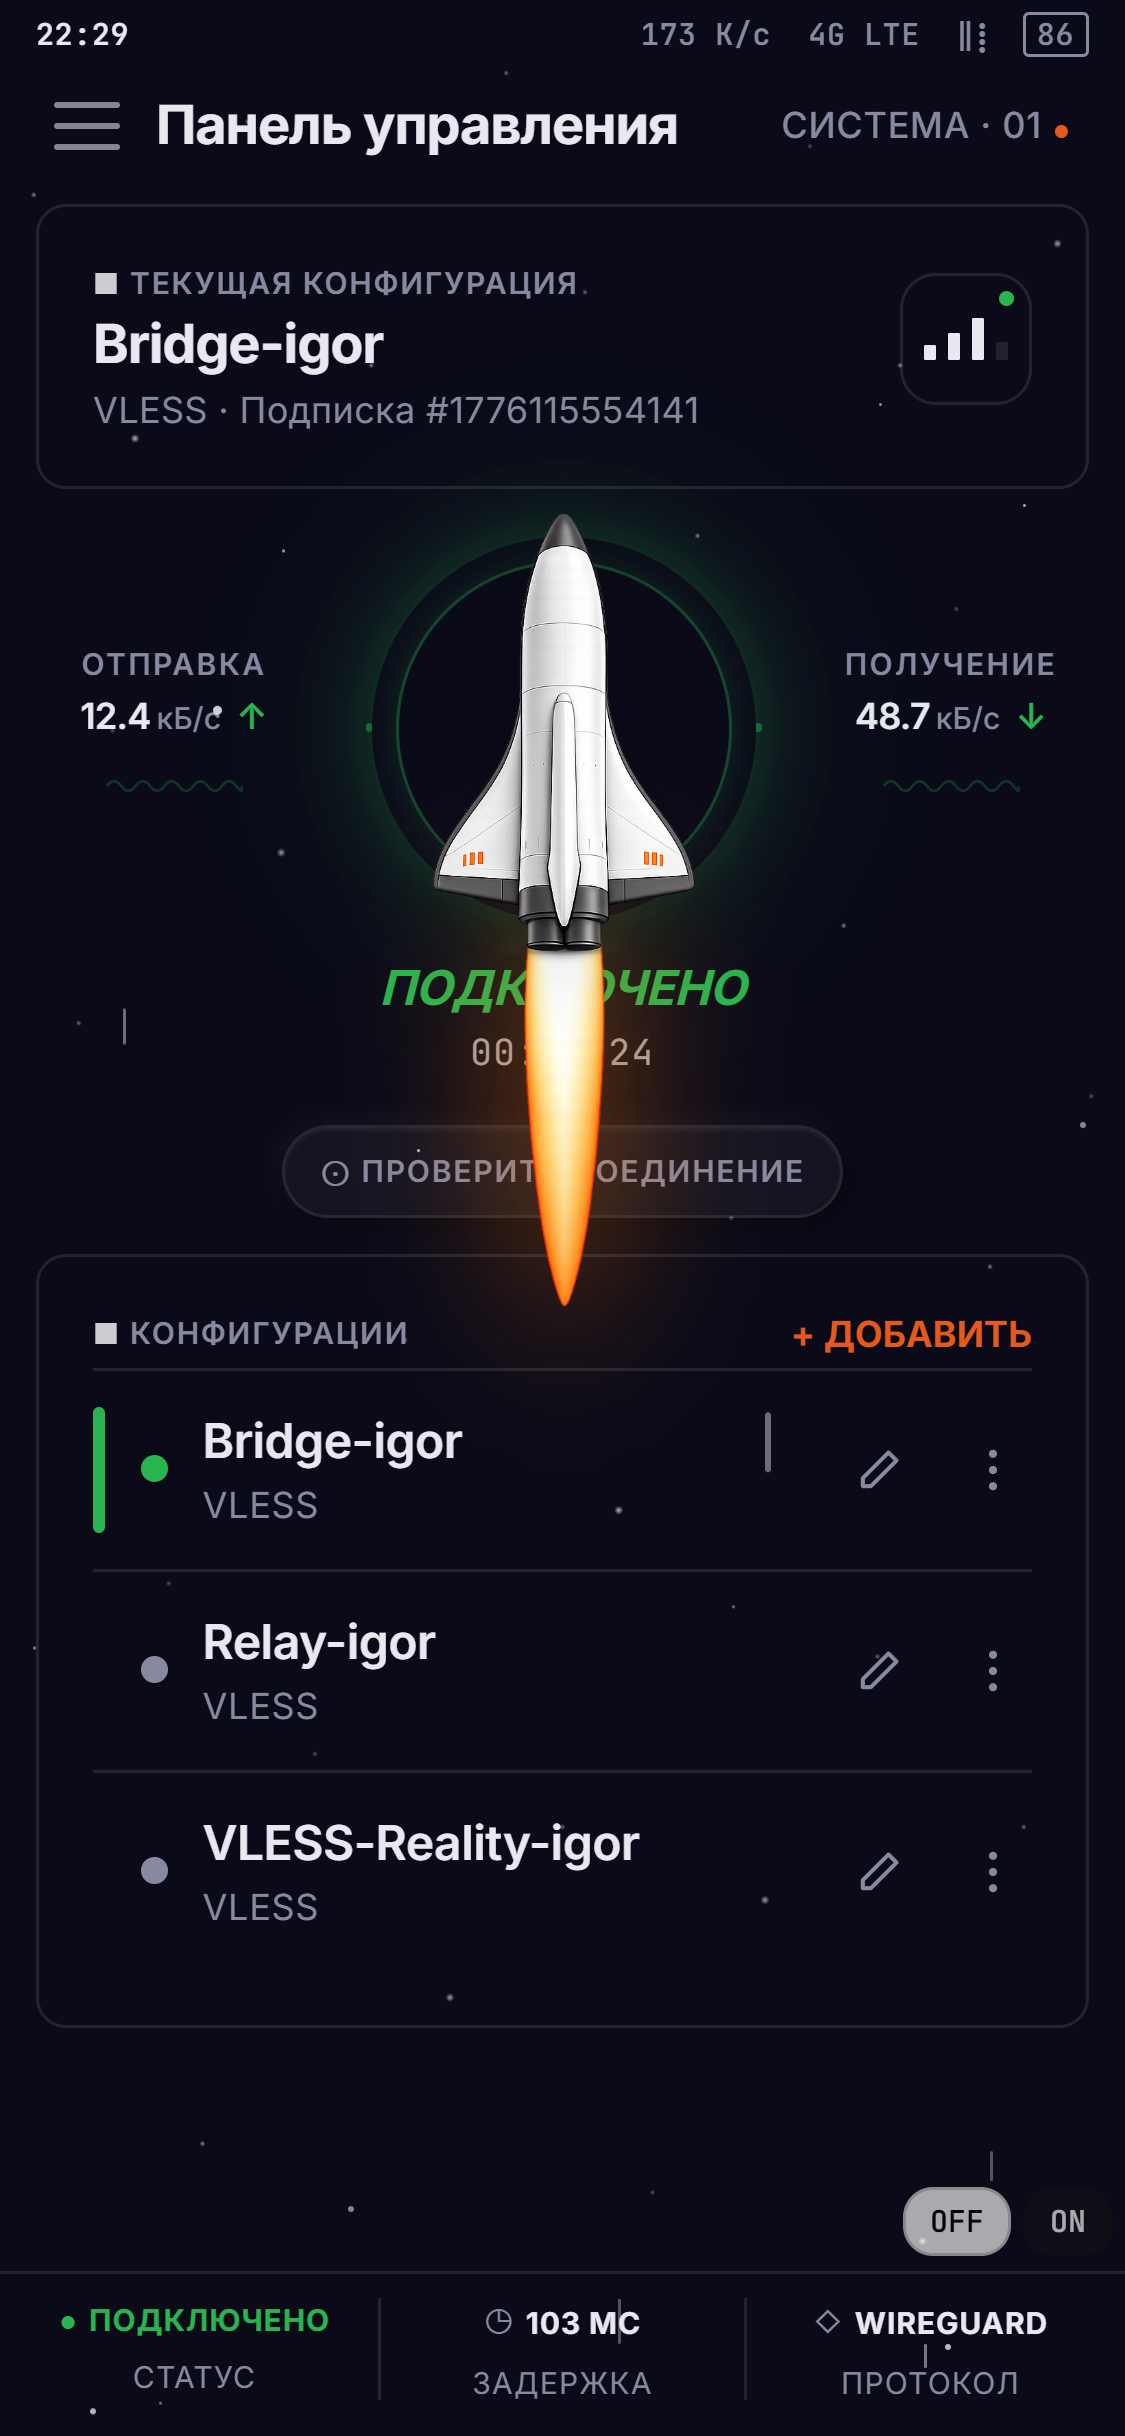 22:29 173 К/с 4G LTE 86
Панель управления СИСТЕМА · 01
ТЕКУЩАЯ КОНФИГУРАЦИЯ
Bridge-igor
VLESS · Подписка #1776115554141
ОТПРАВКА
12.4 кБ/с ↑
ПОЛУЧЕНИЕ
48.7 кБ/с ↓
КОНФИГУРАЦИИ + ДОБАВИТЬ
Bridge-igor
VLESS
Relay-igor
VLESS
VLESS-Reality-igor
VLESS
OFF ON
ПОДКЛЮЧЕНО
СТАТУС
103 МС
ЗАДЕРЖКА
WIREGUARD
ПРОТОКОЛ